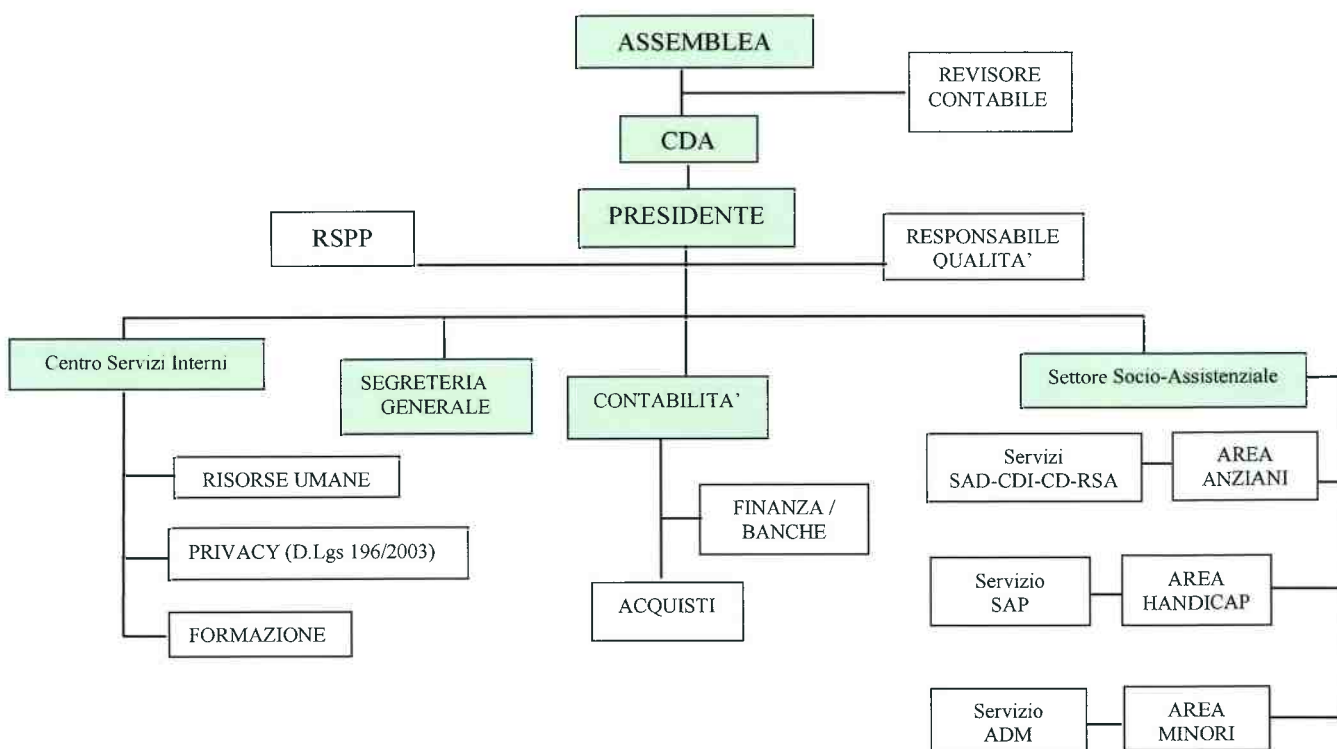 ASSEMBLEA
REVISORE
CONTABILE
CDA
PRESIDENTE
RSPP
RESPONSABILE
QUALITA’
Centro Servizi Interni
SEGRETERIA
GENERALE
CONTABILITA’
Settore Socio-Assistenziale
RISORSE UMANE
PRIVACY (D.Lgs 196/2003)
FORMAZIONE
FINANZA /
BANCHE
ACQUISTI
Servizi
SAD-CDI-CD-RSA
AREA
ANZIANI
Servizio
SAP
AREA
HANDICAP
Servizio
ADM
AREA
MINORI